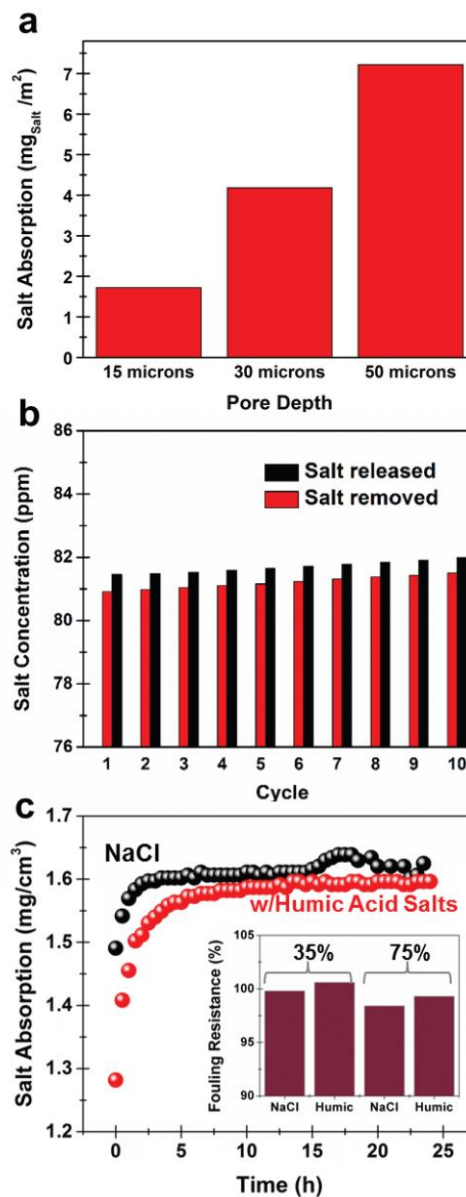 a
Salt Absorption (mg_Salt /m²)
7
6
5
4
3
2
1
0
15 microns 30 microns 50 microns
Pore Depth
b
Salt Concentration (ppm)
86
84
82
80
78
76
Salt released
Salt removed
1 2 3 4 5 6 7 8 9 10
Cycle
c
Salt Absorption (mg/cm³)
1.7
1.6
1.5
1.4
1.3
1.2
NaCl
w/Humic Acid Salts
Fouling Resistance (%)
105
100
95
90
35% 75%
NaCl Humic NaCl Humic
0 5 10 15 20 25
Time (h)